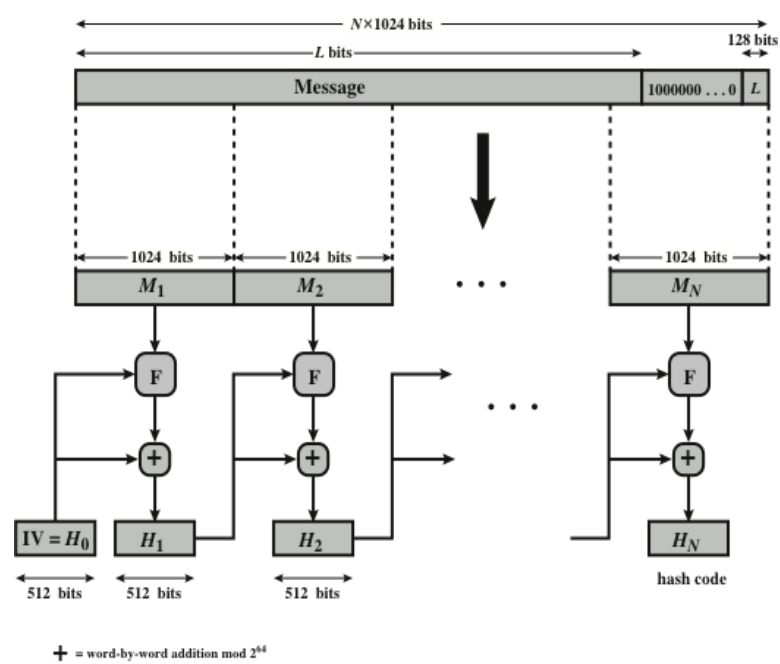 N×1024 bits
L bits
128 bits
Message
1000000 . . . 0
L
1024 bits
1024 bits
1024 bits
M1
M2
. . .
MN
F
F
F
. . .
+
+
+
IV = H0
H1
H2
HN
512 bits
512 bits
512 bits
hash code
+ = word-by-word addition mod 2^64